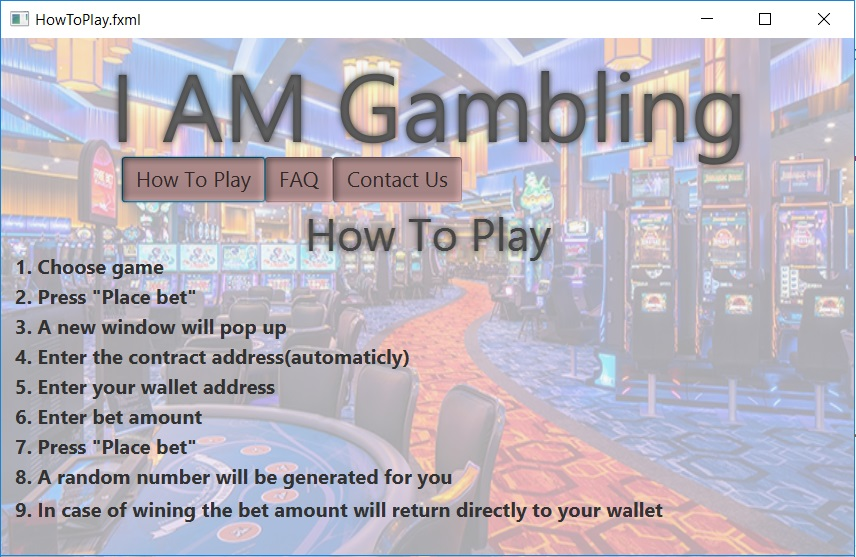 HowToPlay.fxml
I AM Gambling
How To Play FAQ Contact Us
How To Play
1. Choose game
2. Press "Place bet"
3. A new window will pop up
4. Enter the contract address(automaticly)
5. Enter your wallet address
6. Enter bet amount
7. Press "Place bet"
8. A random number will be generated for you
9. In case of wining the bet amount will return directly to your wallet